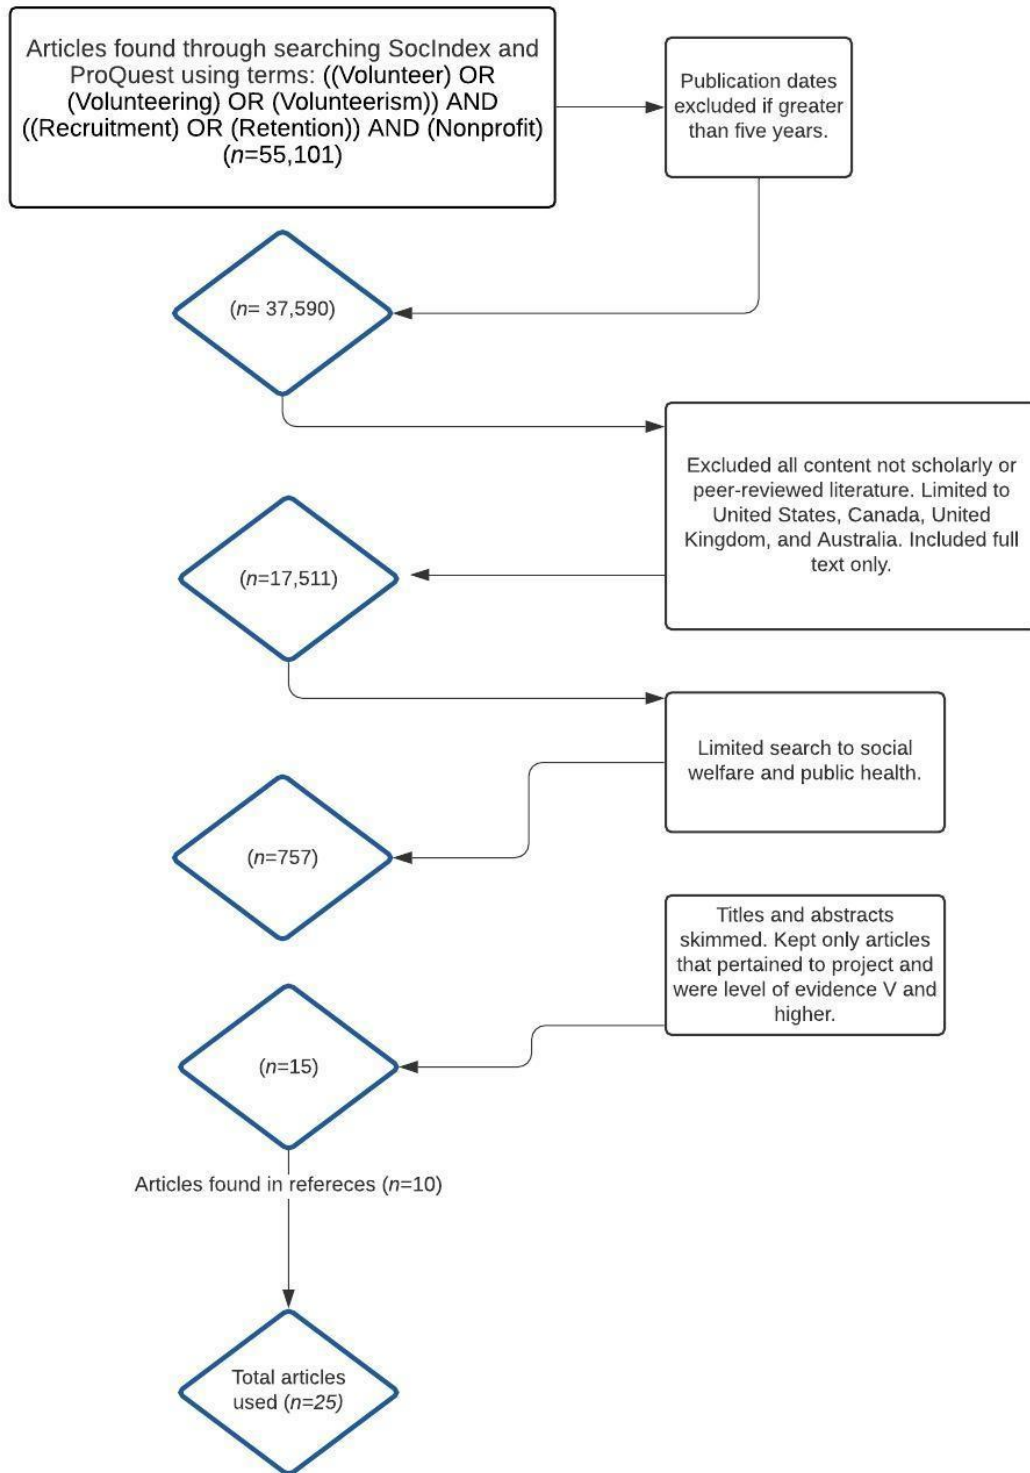 Articles found through searching SocIndex and
ProQuest using terms: ((Volunteer) OR
(Volunteering) OR (Volunteerism)) AND
((Recruitment) OR (Retention)) AND (Nonprofit)
(n=55,101)
Publication dates
excluded if greater
than five years.
(n= 37,590)
Excluded all content not scholarly or
peer-reviewed literature. Limited to
United States, Canada, United
Kingdom, and Australia. Included full
text only.
(n=17,511)
Limited search to social
welfare and public health.
(n=757)
Titles and abstracts
skimmed. Kept only articles
that pertained to project and
were level of evidence V and
higher.
(n=15)
Articles found in refereces (n=10)
Total articles
used (n=25)